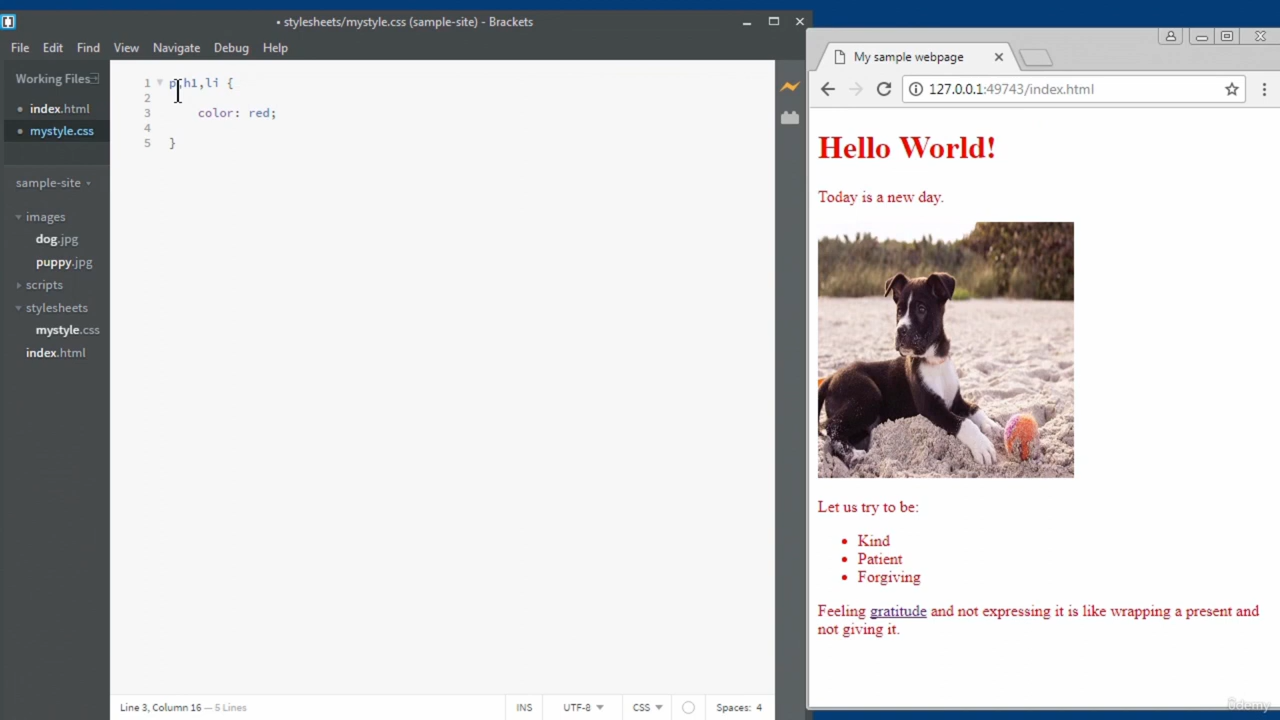 • stylesheets/mystyle.css (sample-site) - Brackets
File Edit Find View Navigate Debug Help
Working Files
index.html
mystyle.css
sample-site
images
dog.jpg
puppy.jpg
scripts
stylesheets
mystyle.css
index.html
1 p,h1,li {
2
3 color: red;
4
5 }
Line 3, Column 16 — 5 Lines
INS UTF-8 CSS Spaces: 4
My sample webpage
127.0.0.1:49743/index.html
Hello World!
Today is a new day.
Let us try to be:
• Kind
• Patient
• Forgiving
Feeling gratitude and not expressing it is like wrapping a present and
not giving it.
ûdemy